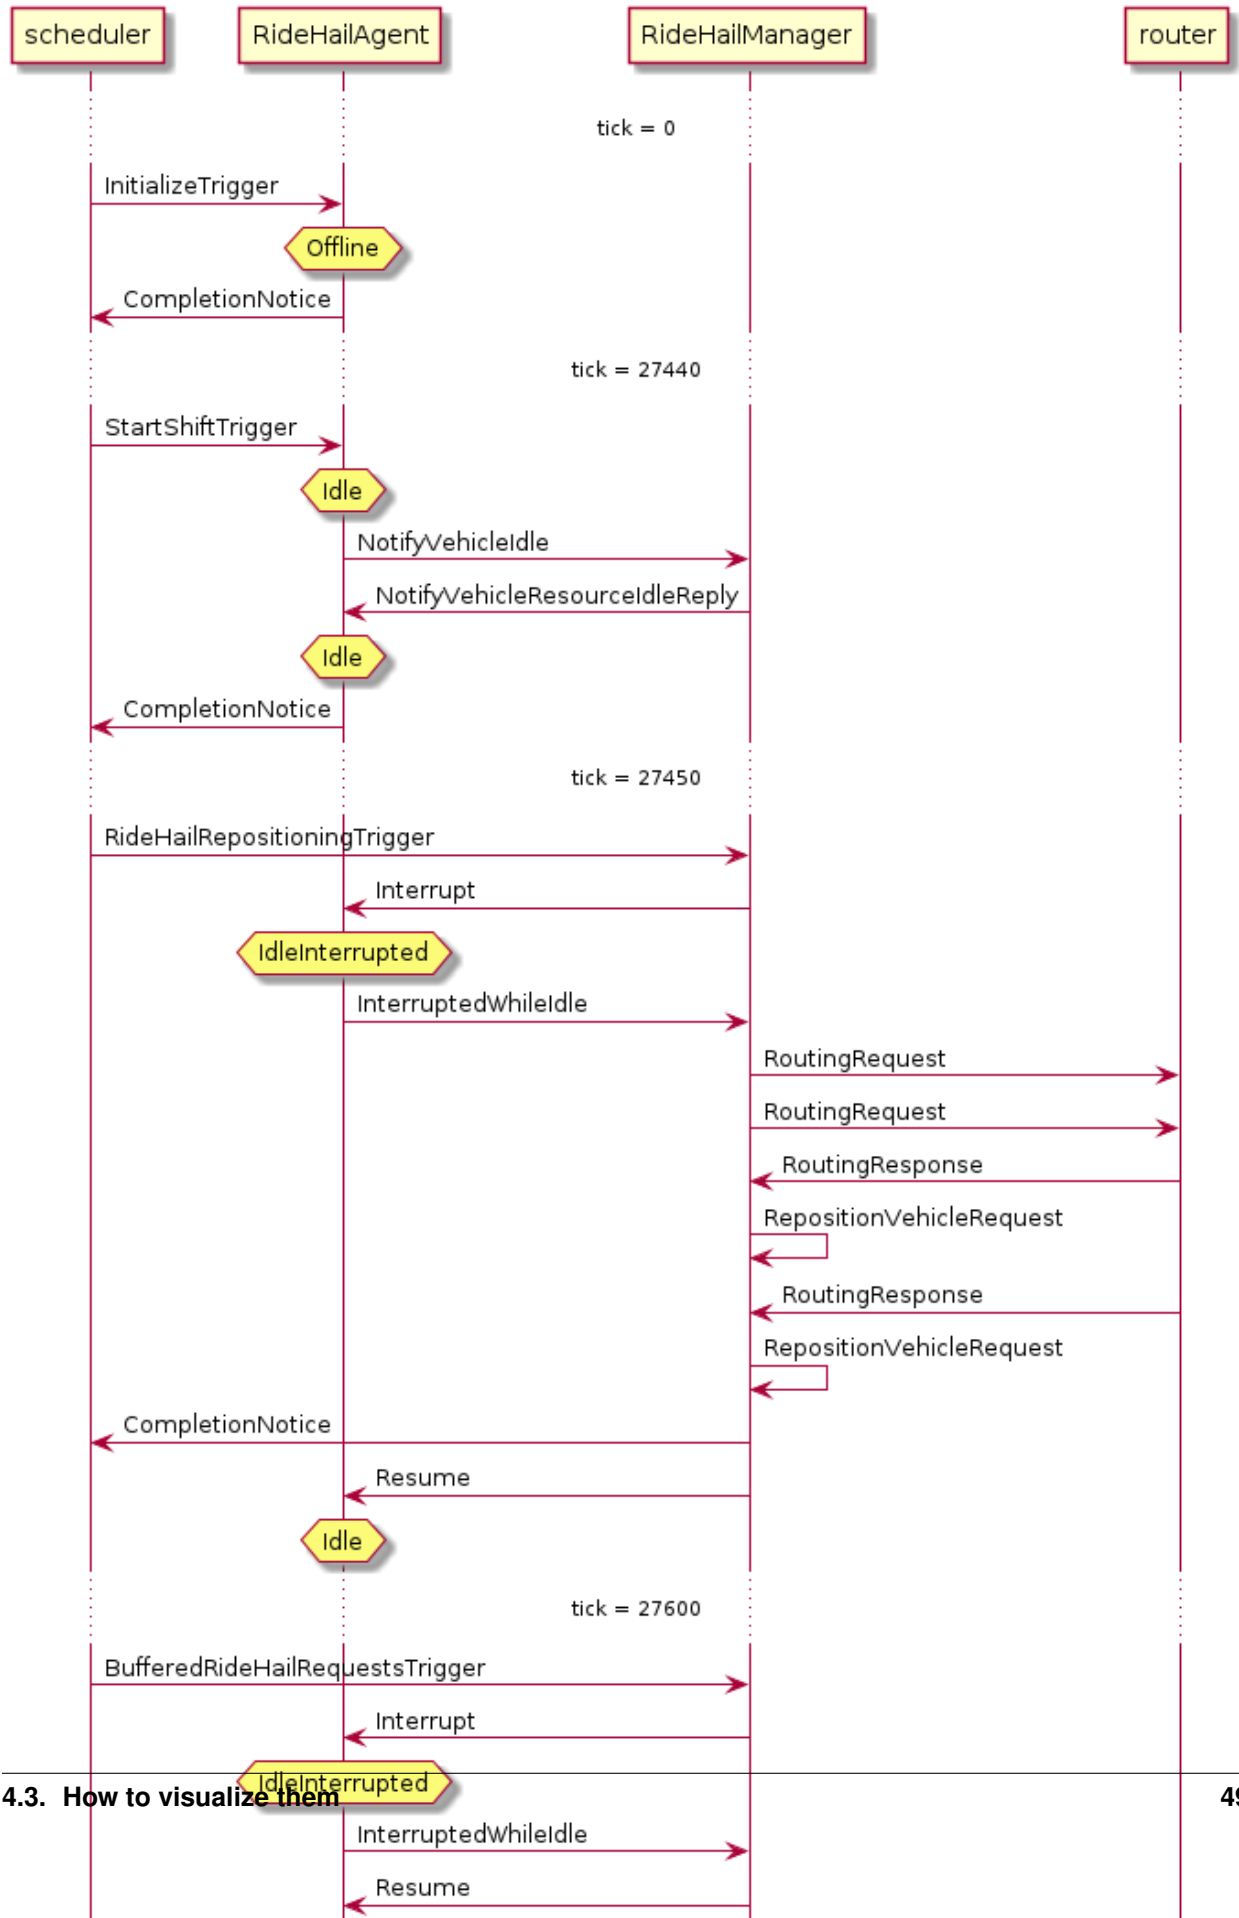 scheduler RideHailAgent RideHailManager router
tick = 0
InitializeTrigger
Offline
CompletionNotice
tick = 27440
StartShiftTrigger
Idle
NotifyVehicleIdle
NotifyVehicleResourceIdleReply
Idle
CompletionNotice
tick = 27450
RideHailRepositioningTrigger
Interrupt
IdleInterrupted
InterruptedWhileIdle
RoutingRequest
RoutingRequest
RoutingResponse
RepositionVehicleRequest
RoutingResponse
RepositionVehicleRequest
CompletionNotice
Resume
Idle
tick = 27600
BufferedRideHailRequestsTrigger
Interrupt
IdleInterrupted
4.3. How to visualize them 49
InterruptedWhileIdle
Resume